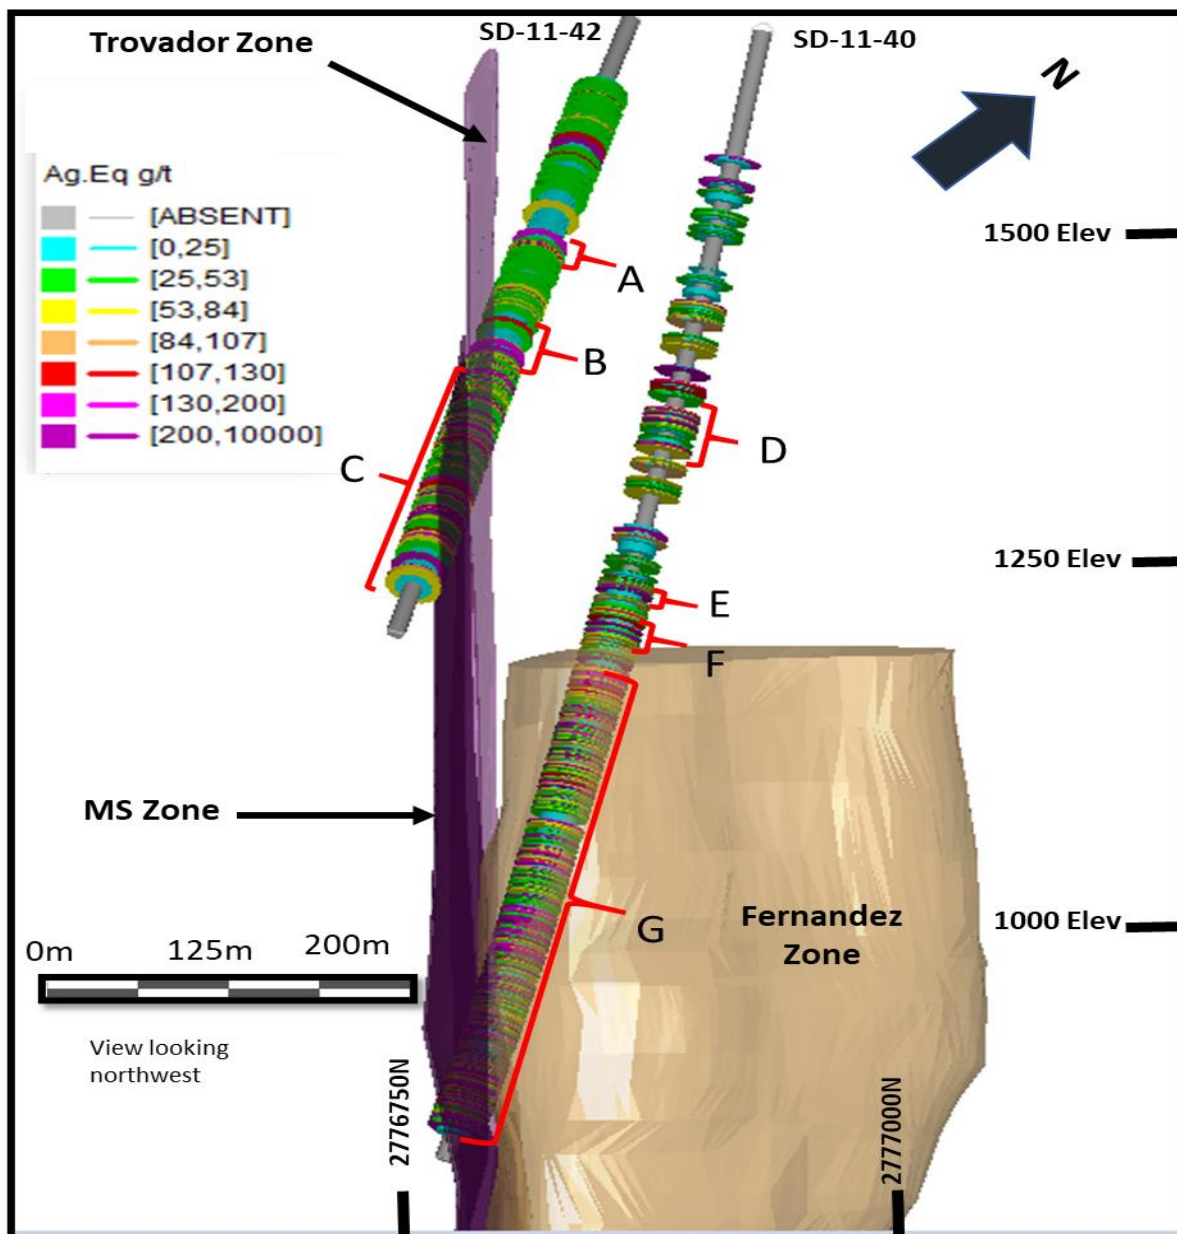 SD-11-42
SD-11-40
Trovador Zone
N
Ag.Eq g/t
[ABSENT]
[0,25]
[25,53]
[53,84]
[84,107]
[107,130]
[130,200]
[200,10000]
1500 Elev
A
B
C
D
1250 Elev
E
F
MS Zone
G
Fernandez
Zone
1000 Elev
0m 125m 200m
View looking
northwest
2776750N
2777000N